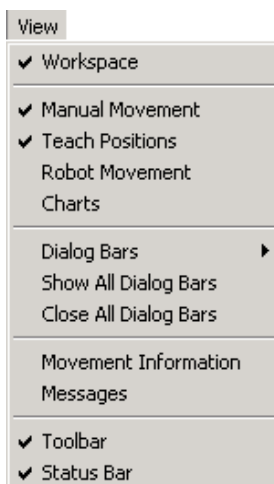 View
Workspace
Manual Movement
Teach Positions
Robot Movement
Charts
Dialog Bars
Show All Dialog Bars
Close All Dialog Bars
Movement Information
Messages
Toolbar
Status Bar